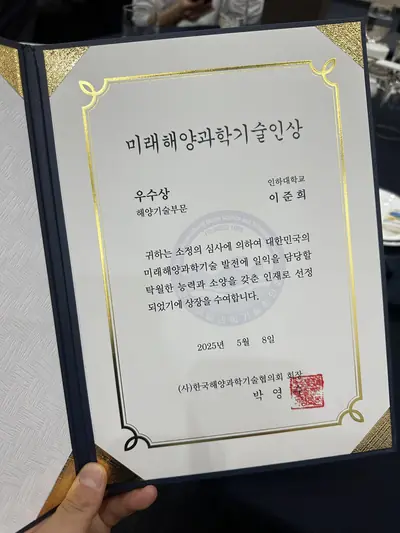 미래해양과학기술인상
우수상
해양기술부문
인하대학교
이준희
귀하는 소정의 심사에 의하여 대한민국의
미래해양과학기술 발전에 일익을 담당할
탁월한 능력과 소양을 갖춘 인재로 선정
되었기에 상장을 수여합니다.
2025년 5월 8일
(사)한국해양과학기술협의회 회장
박영